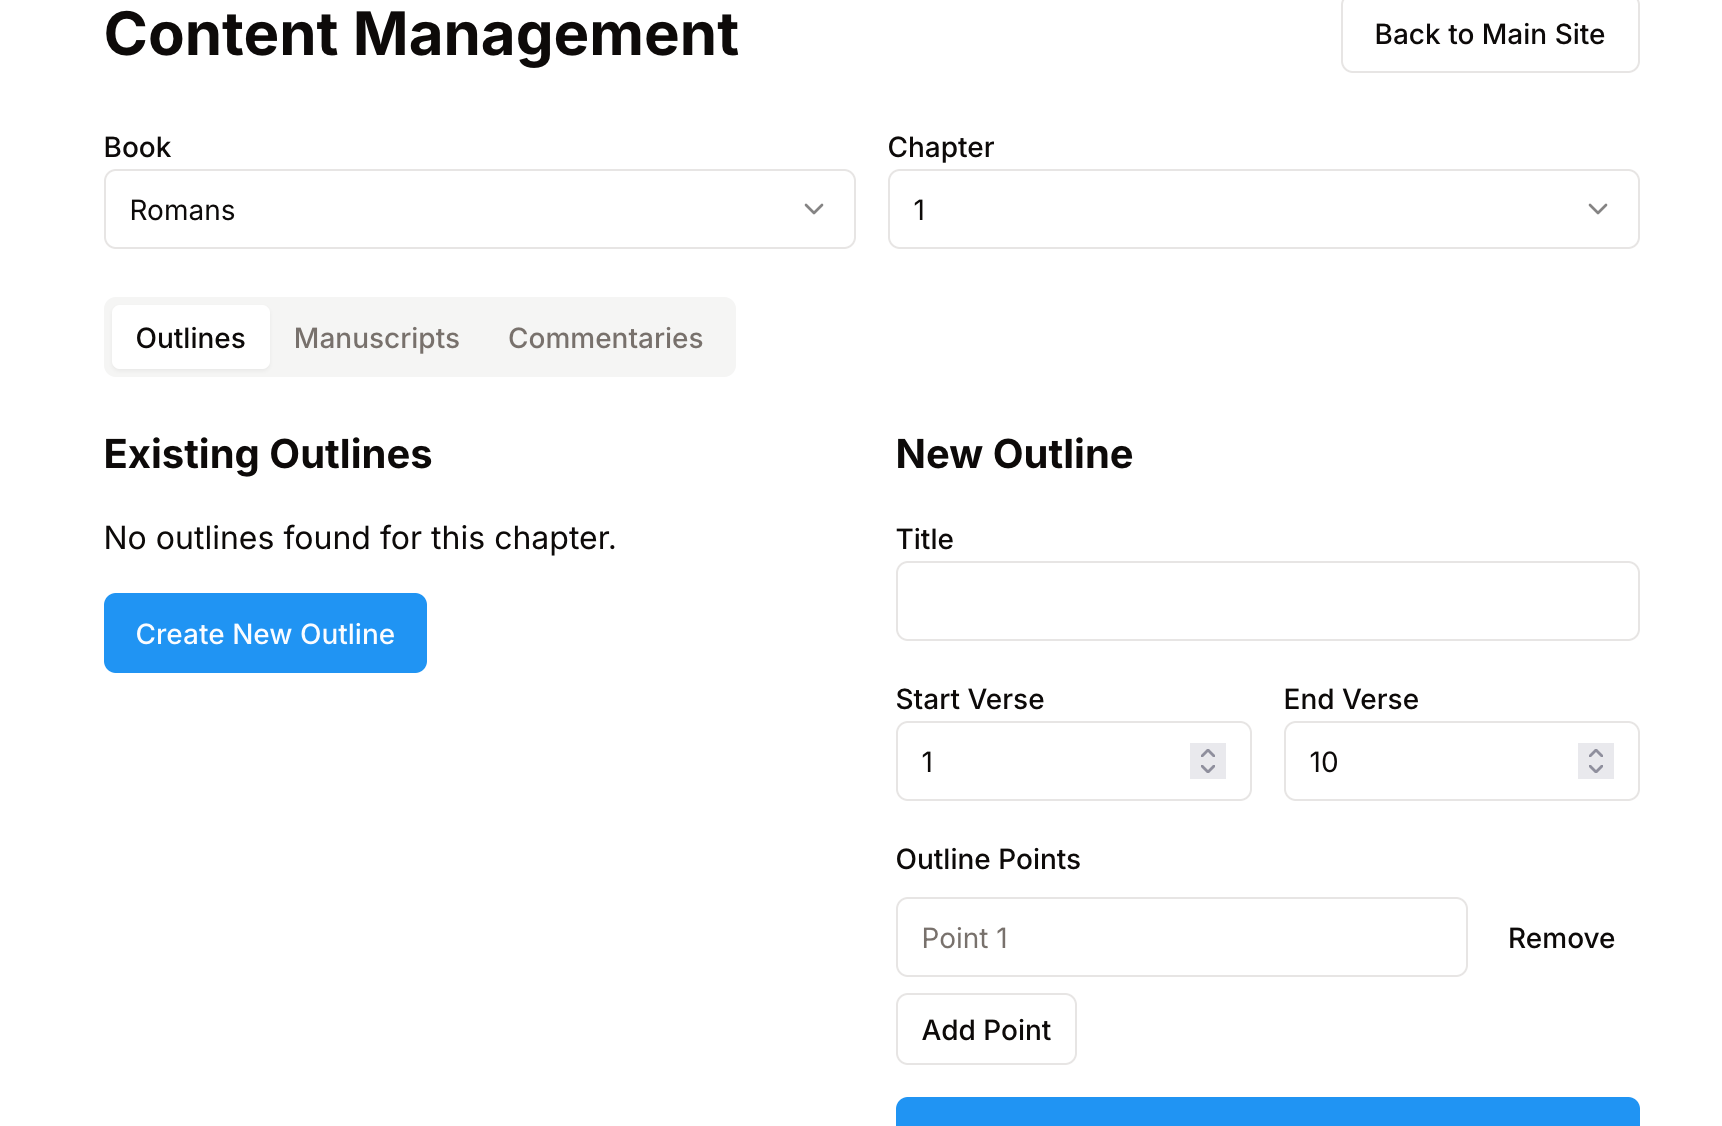 Content Management
Back to Main Site
Book
Chapter
Romans
1
Outlines
Manuscripts
Commentaries
Existing Outlines
No outlines found for this chapter.
Create New Outline
New Outline
Title
Start Verse
End Verse
1
10
Outline Points
Point 1
Remove
Add Point